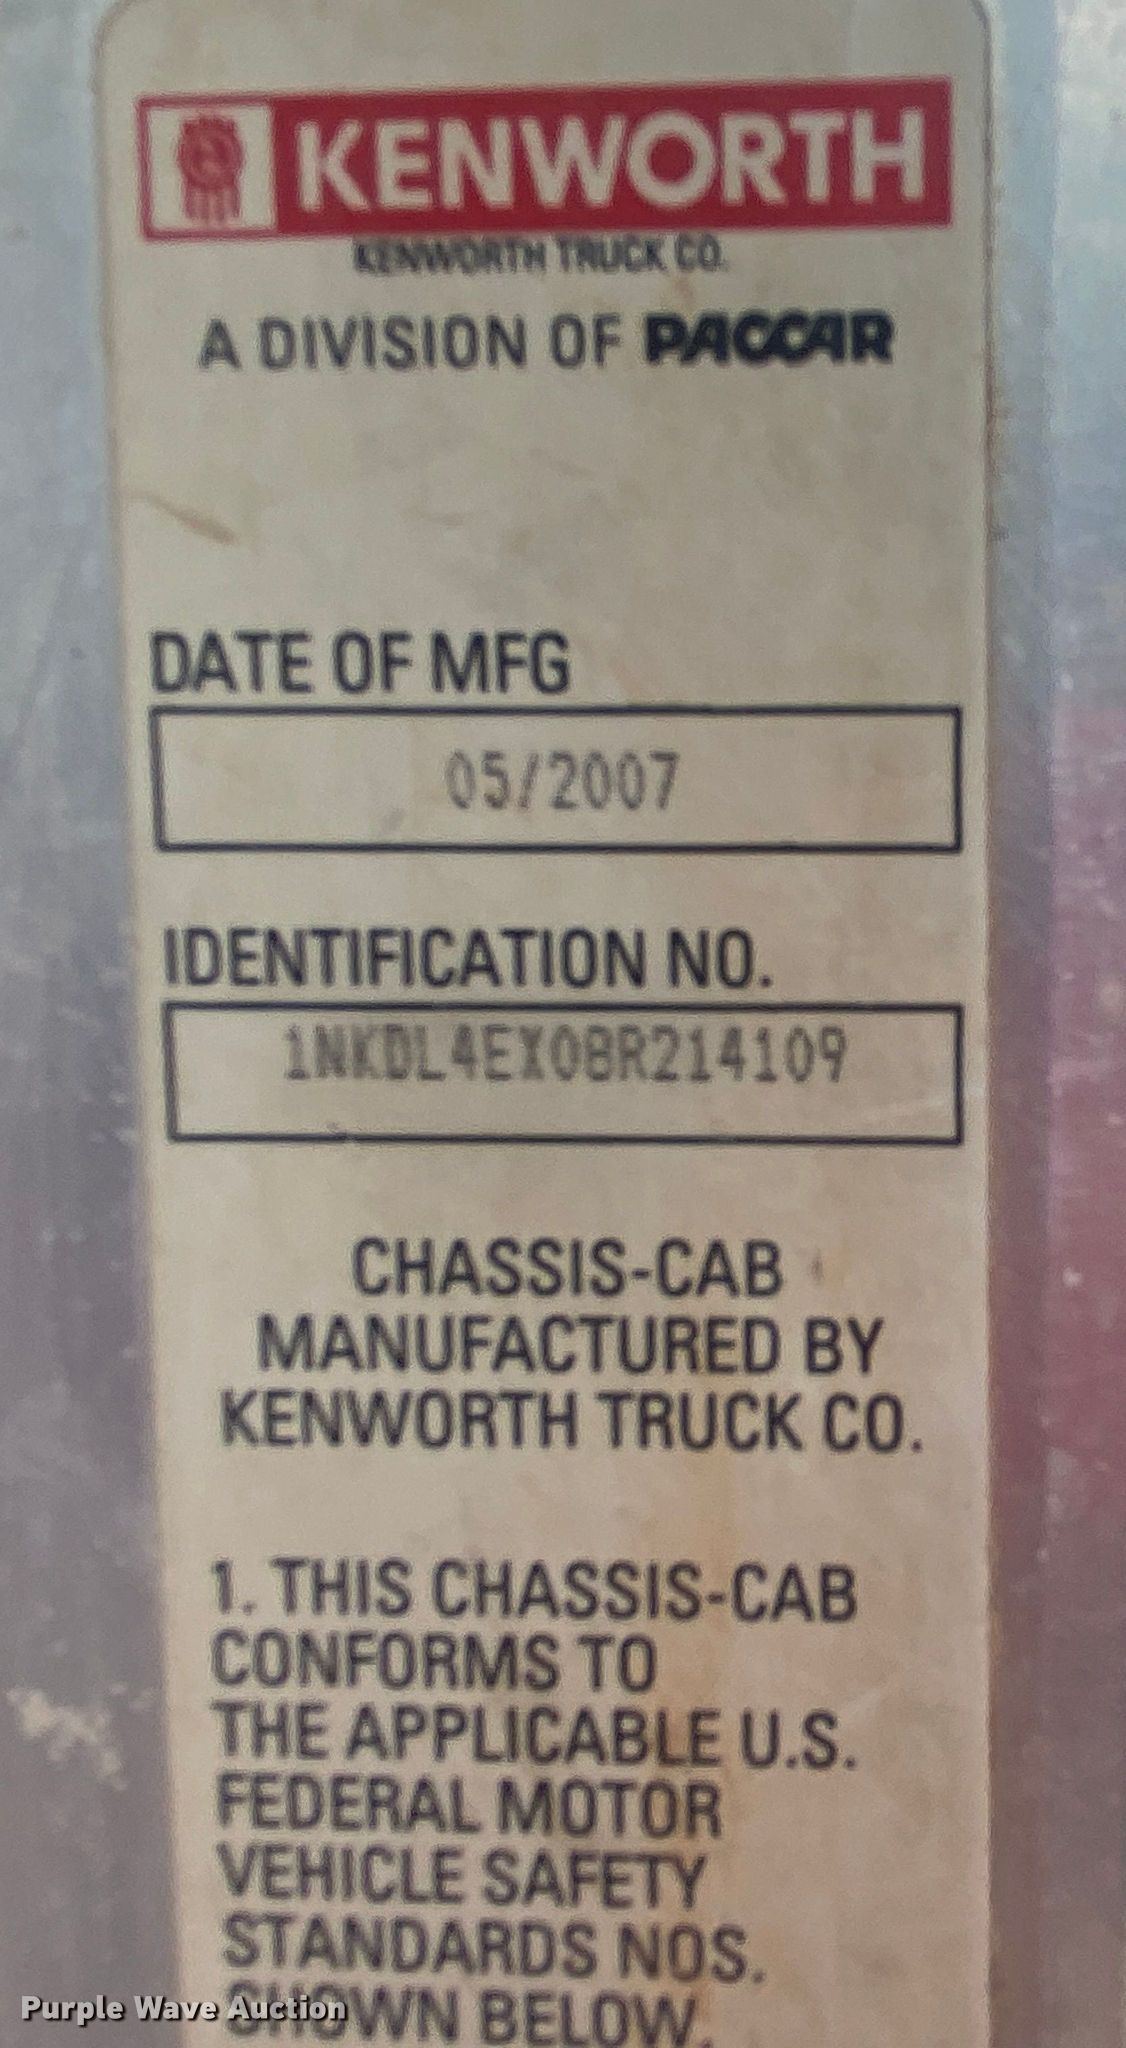 KENWORTH
KENWORTH TRUCK CO.
A DIVISION OF PACCAR
DATE OF MFG
05/2007
IDENTIFICATION NO.
1NKDL4EX08R214109
CHASSIS-CAB
MANUFACTURED BY
KENWORTH TRUCK CO.
1. THIS CHASSIS-CAB
CONFORMS TO
THE APPLICABLE U.S.
FEDERAL MOTOR
VEHICLE SAFETY
STANDARDS NOS.
SHOWN BELOW.
Purple Wave Auction